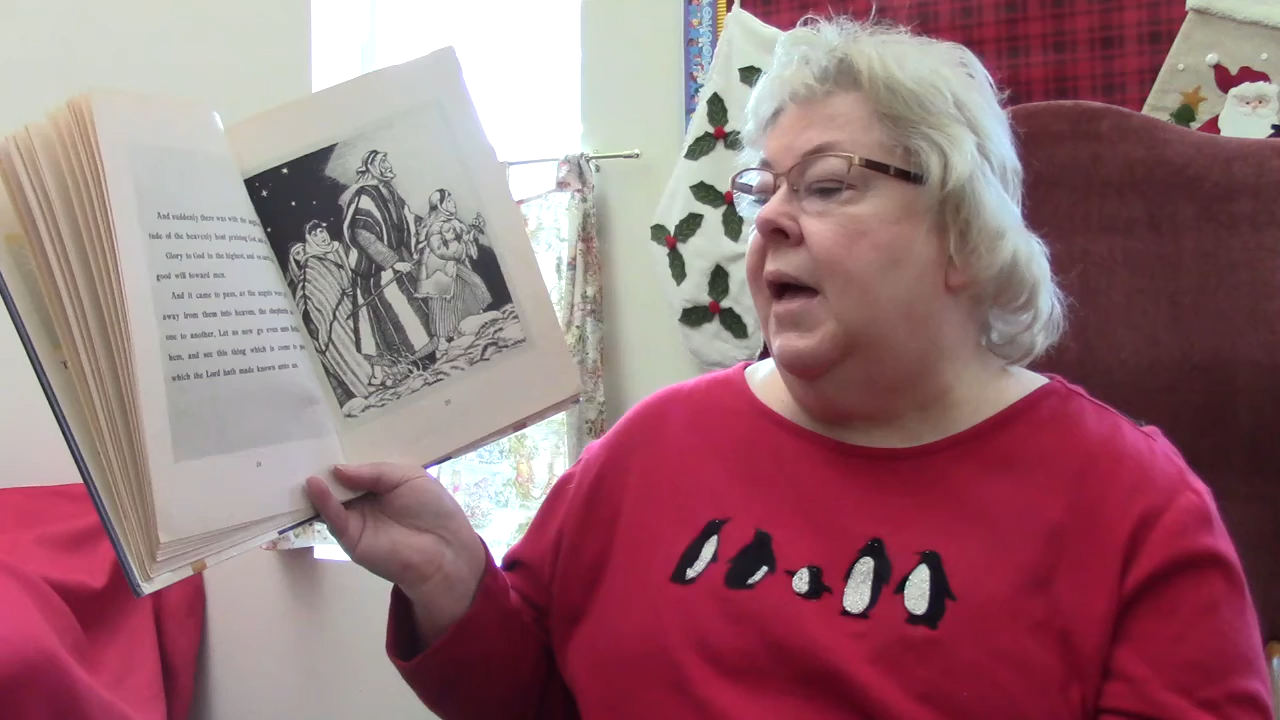 And suddenly there was with the
tude of the heavenly host praising God,
Glory to God in the highest, and on
good will toward men.
And it came to pass, as the angels were
away from them into heaven, the shepherds
one to another, Let us now go even unto
hem, and see this thing which is come to
which the Lord hath made known unto us.
24
25